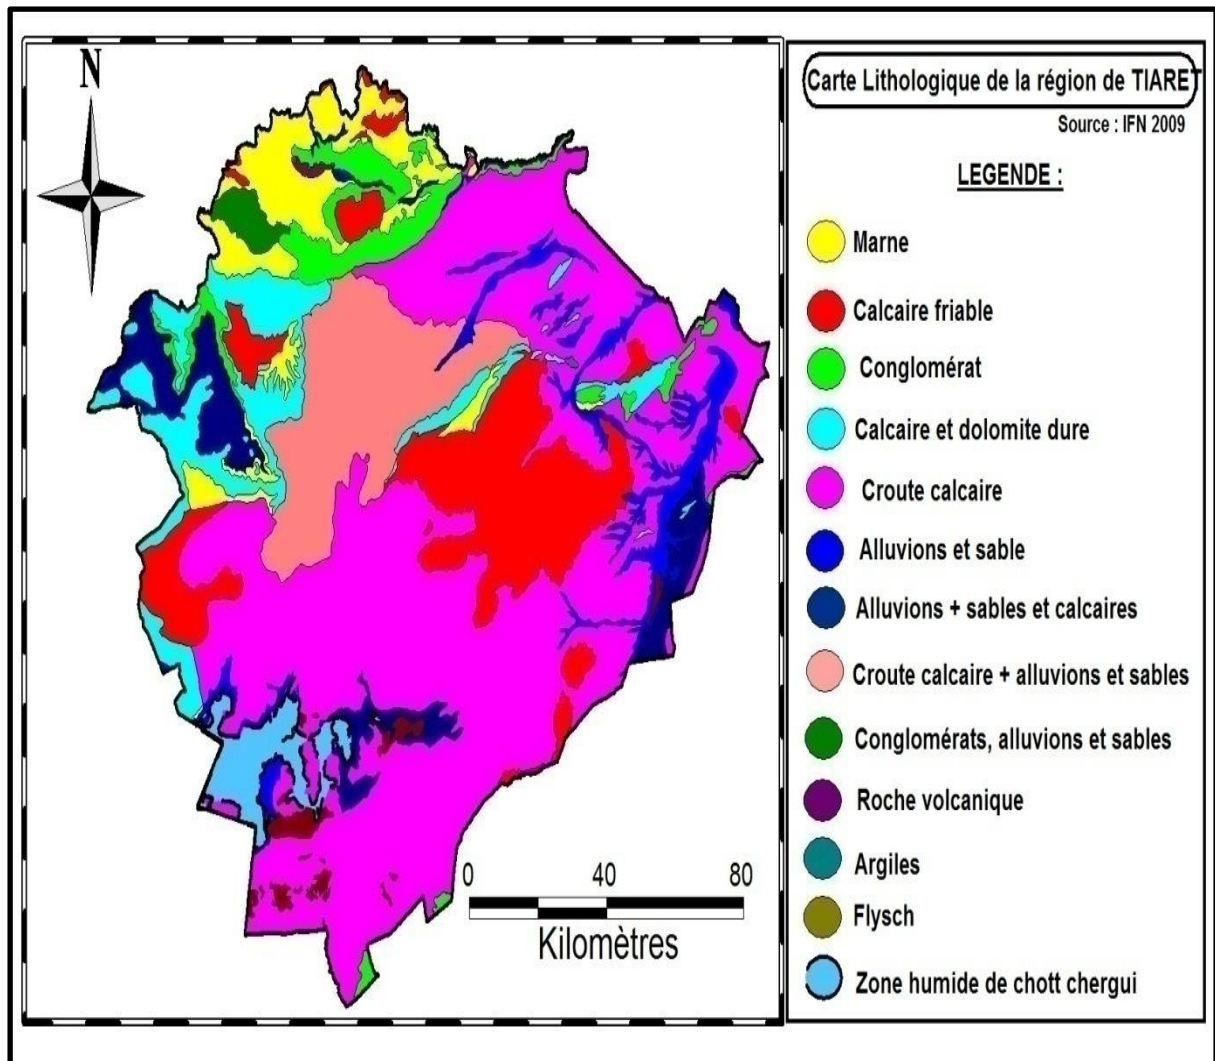 N
Carte Lithologique de la région de TIARET
Source : IFN 2009
LEGENDE :
Marne
Calcaire friable
Conglomérat
Calcaire et dolomite dure
Croute calcaire
Alluvions et sable
Alluvions + sables et calcaires
Croute calcaire + alluvions et sables
Conglomérats, alluvions et sables
Roche volcanique
Argiles
Flysch
Zone humide de chott chergui
0 40 80
Kilomètres